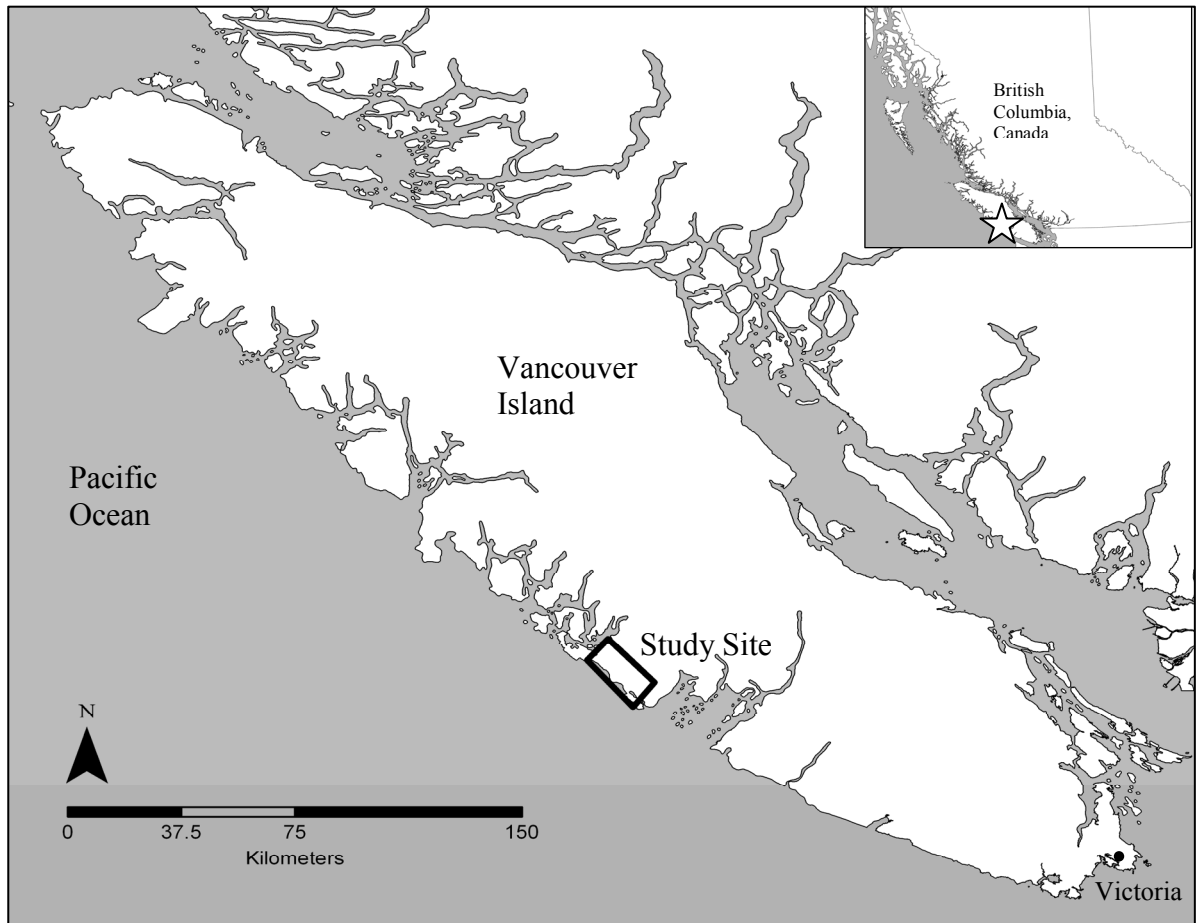 British
Columbia,
Canada
Vancouver
Island
Pacific
Ocean
Study Site
N
0 37.5 75 150
Kilometers
Victoria